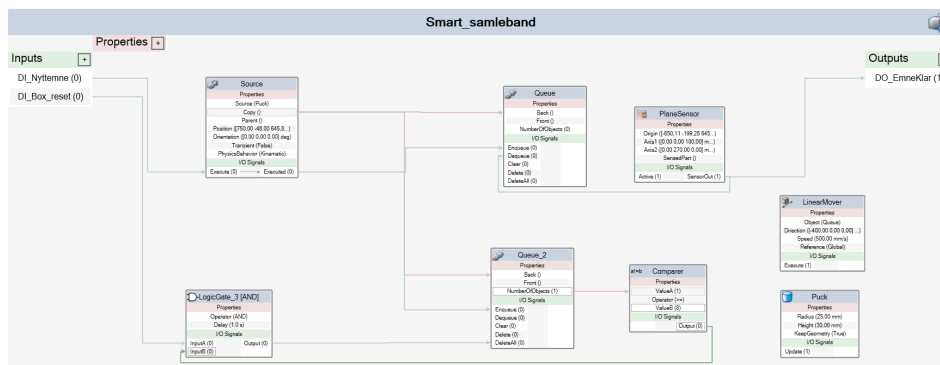 Smart_samleband
Properties +
Inputs +
Outputs
DI_Nyttemne (0)
DI_Box_reset (0)
DO_EmneKlar (1
Source
Properties
Source (Puck)
Copy ()
Parent ()
Position ([750,00 -48,00 645,8...)
Orientation ([0,00 0,00 0,00] deg)
Transient (False)
PhysicsBehavior (Kinematic)
I/O Signals
Execute (0)
Executed (0)
Queue
Properties
Back ()
Front ()
NumberOfObjects (0)
I/O Signals
Enqueue (0)
Dequeue (0)
Clear (0)
Delete (0)
DeleteAll (0)
PlaneSensor
Properties
Origin ([-650,11 -199,28 645...)
Axis1 ([0,00 0,00 100,00] m...)
Axis2 ([0,00 270,00 0,00] m...)
SensedPart ()
I/O Signals
Active (1)
SensorOut (1)
LinearMover
Properties
Object (Queue)
Direction ([-400,00 0,00 0,00] ...)
Speed (500,00 mm/s)
Reference (Global)
I/O Signals
Execute (1)
Queue_2
Properties
Back ()
Front ()
NumberOfObjects (1)
I/O Signals
Enqueue (0)
Dequeue (0)
Clear (0)
Delete (0)
DeleteAll (0)
a!=b Comparer
Properties
ValueA (1)
Operator (>=)
ValueB (8)
I/O Signals
Output (0)
LogicGate_3 [AND]
Properties
Operator (AND)
Delay (1,0 s)
I/O Signals
InputA (0)
Output (0)
InputB (0)
Puck
Properties
Radius (25,00 mm)
Height (30,00 mm)
KeepGeometry (True)
I/O Signals
Update (1)